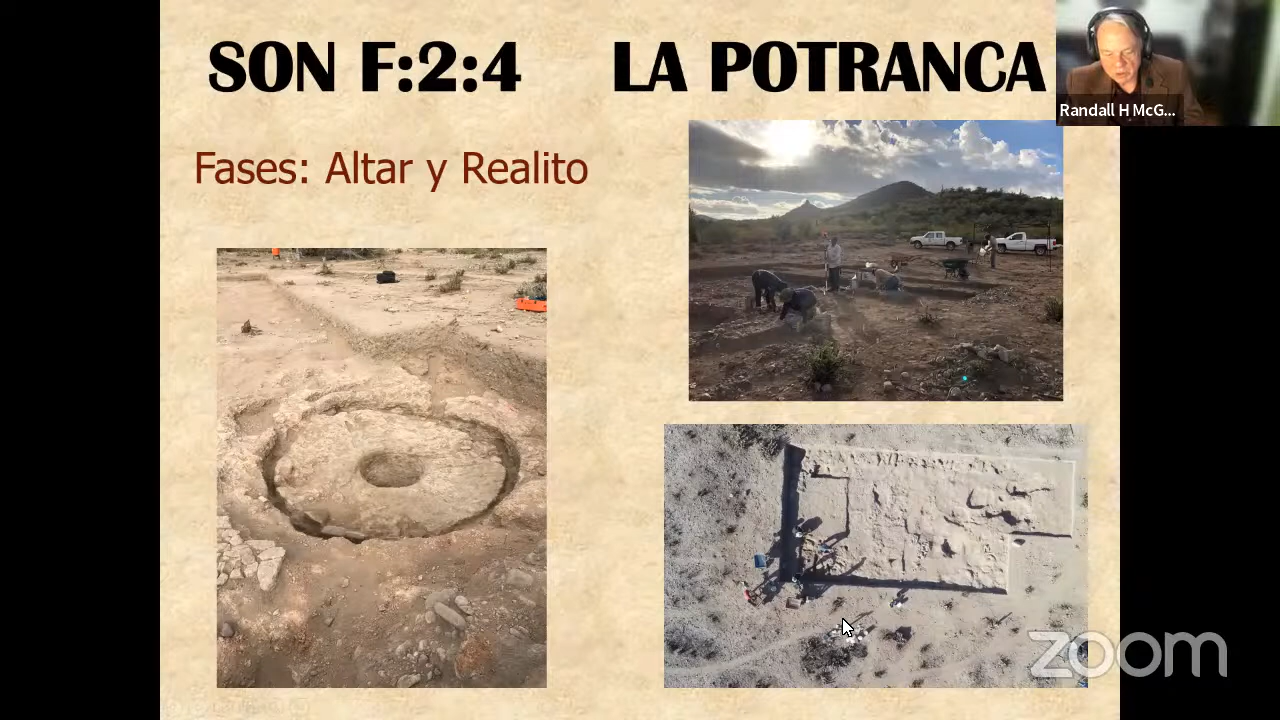 SON F:2:4 LA POTRANCA
Randall H McG...
Fases: Altar y Realito
zoom